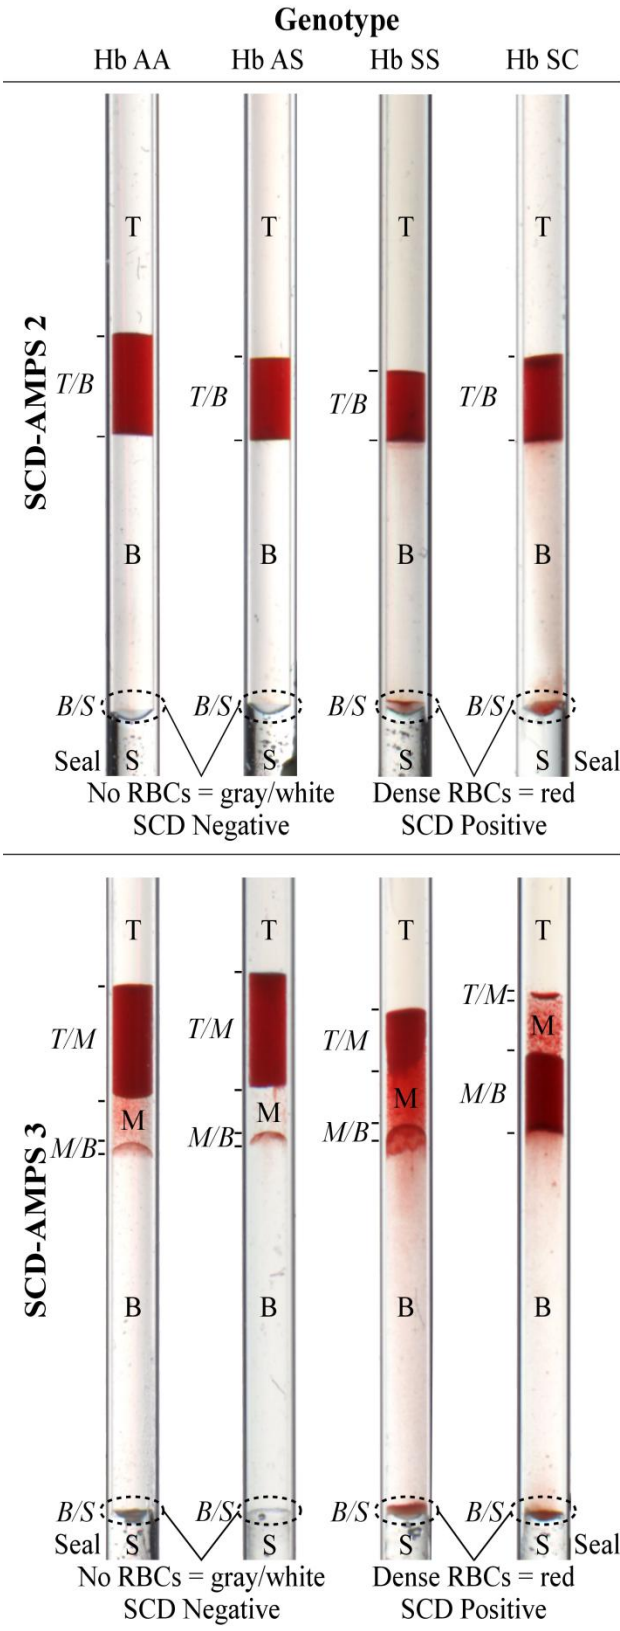 Genotype
Hb AA Hb AS Hb SS Hb SC
SCD-AMPS 2
T T T T
T/B T/B T/B T/B
B B B B
B/S B/S B/S B/S
Seal S S S S Seal
No RBCs = gray/white Dense RBCs = red
SCD Negative SCD Positive
SCD-AMPS 3
T T T T
T/M T/M T/M T/M
M M M M
M/B M/B M/B M/B
B B B B
B/S B/S B/S B/S
Seal S S S S Seal
No RBCs = gray/white Dense RBCs = red
SCD Negative SCD Positive